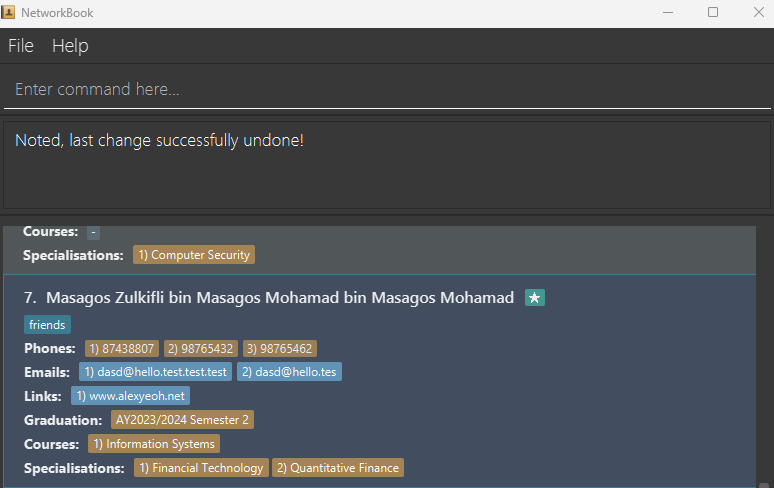 NetworkBook
File Help
Enter command here...
Noted, last change successfully undone!
Courses: -
Specialisations: 1) Computer Security
7. Masagos Zulkifli bin Masagos Mohamad bin Masagos Mohamad
friends
Phones: 1) 87438807 2) 98765432 3) 98765462
Emails: 1) dasd@hello.test.test.test 2) dasd@hello.tes
Links: 1) www.alexyeoh.net
Graduation: AY2023/2024 Semester 2
Courses: 1) Information Systems
Specialisations: 1) Financial Technology 2) Quantitative Finance